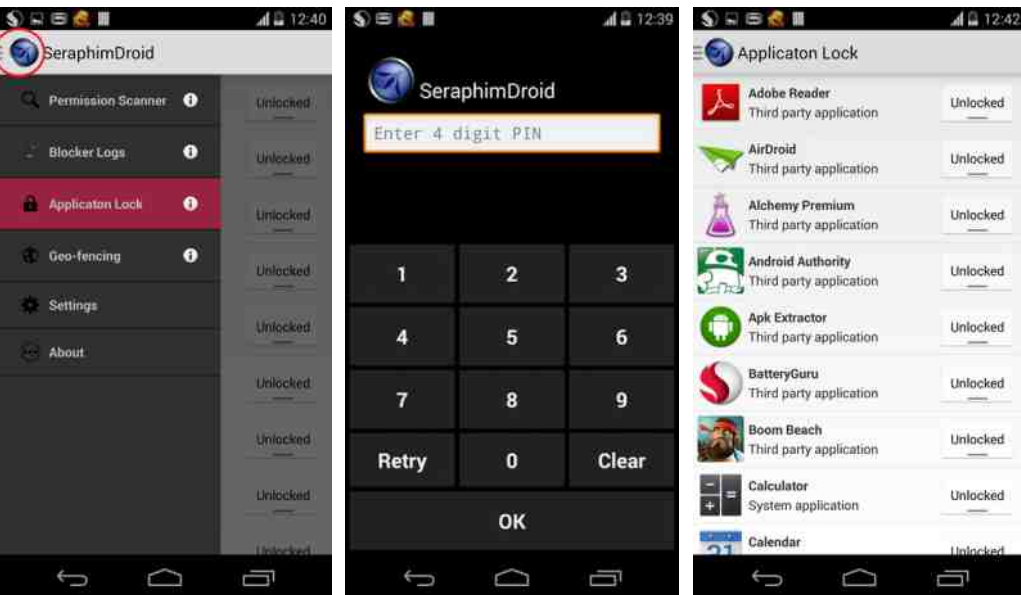 12:40
SeraphimDroid
Permission Scanner
Unlocked
Blocker Logs
Unlocked
Applicaton Lock
Unlocked
Geo-fencing
Unlocked
Settings
Unlocked
About
Unlocked
Unlocked
Unlocked
Unlocked
12:39
SeraphimDroid
Enter 4 digit PIN
1 2 3
4 5 6
7 8 9
Retry 0 Clear
OK
12:42
Applicaton Lock
Adobe Reader
Third party application
Unlocked
AirDroid
Third party application
Unlocked
Alchemy Premium
Third party application
Unlocked
Android Authority
Third party application
Unlocked
Apk Extractor
Third party application
Unlocked
BatteryGuru
Third party application
Unlocked
Boom Beach
Third party application
Unlocked
Calculator
System application
Unlocked
Calendar
21
Unlocked